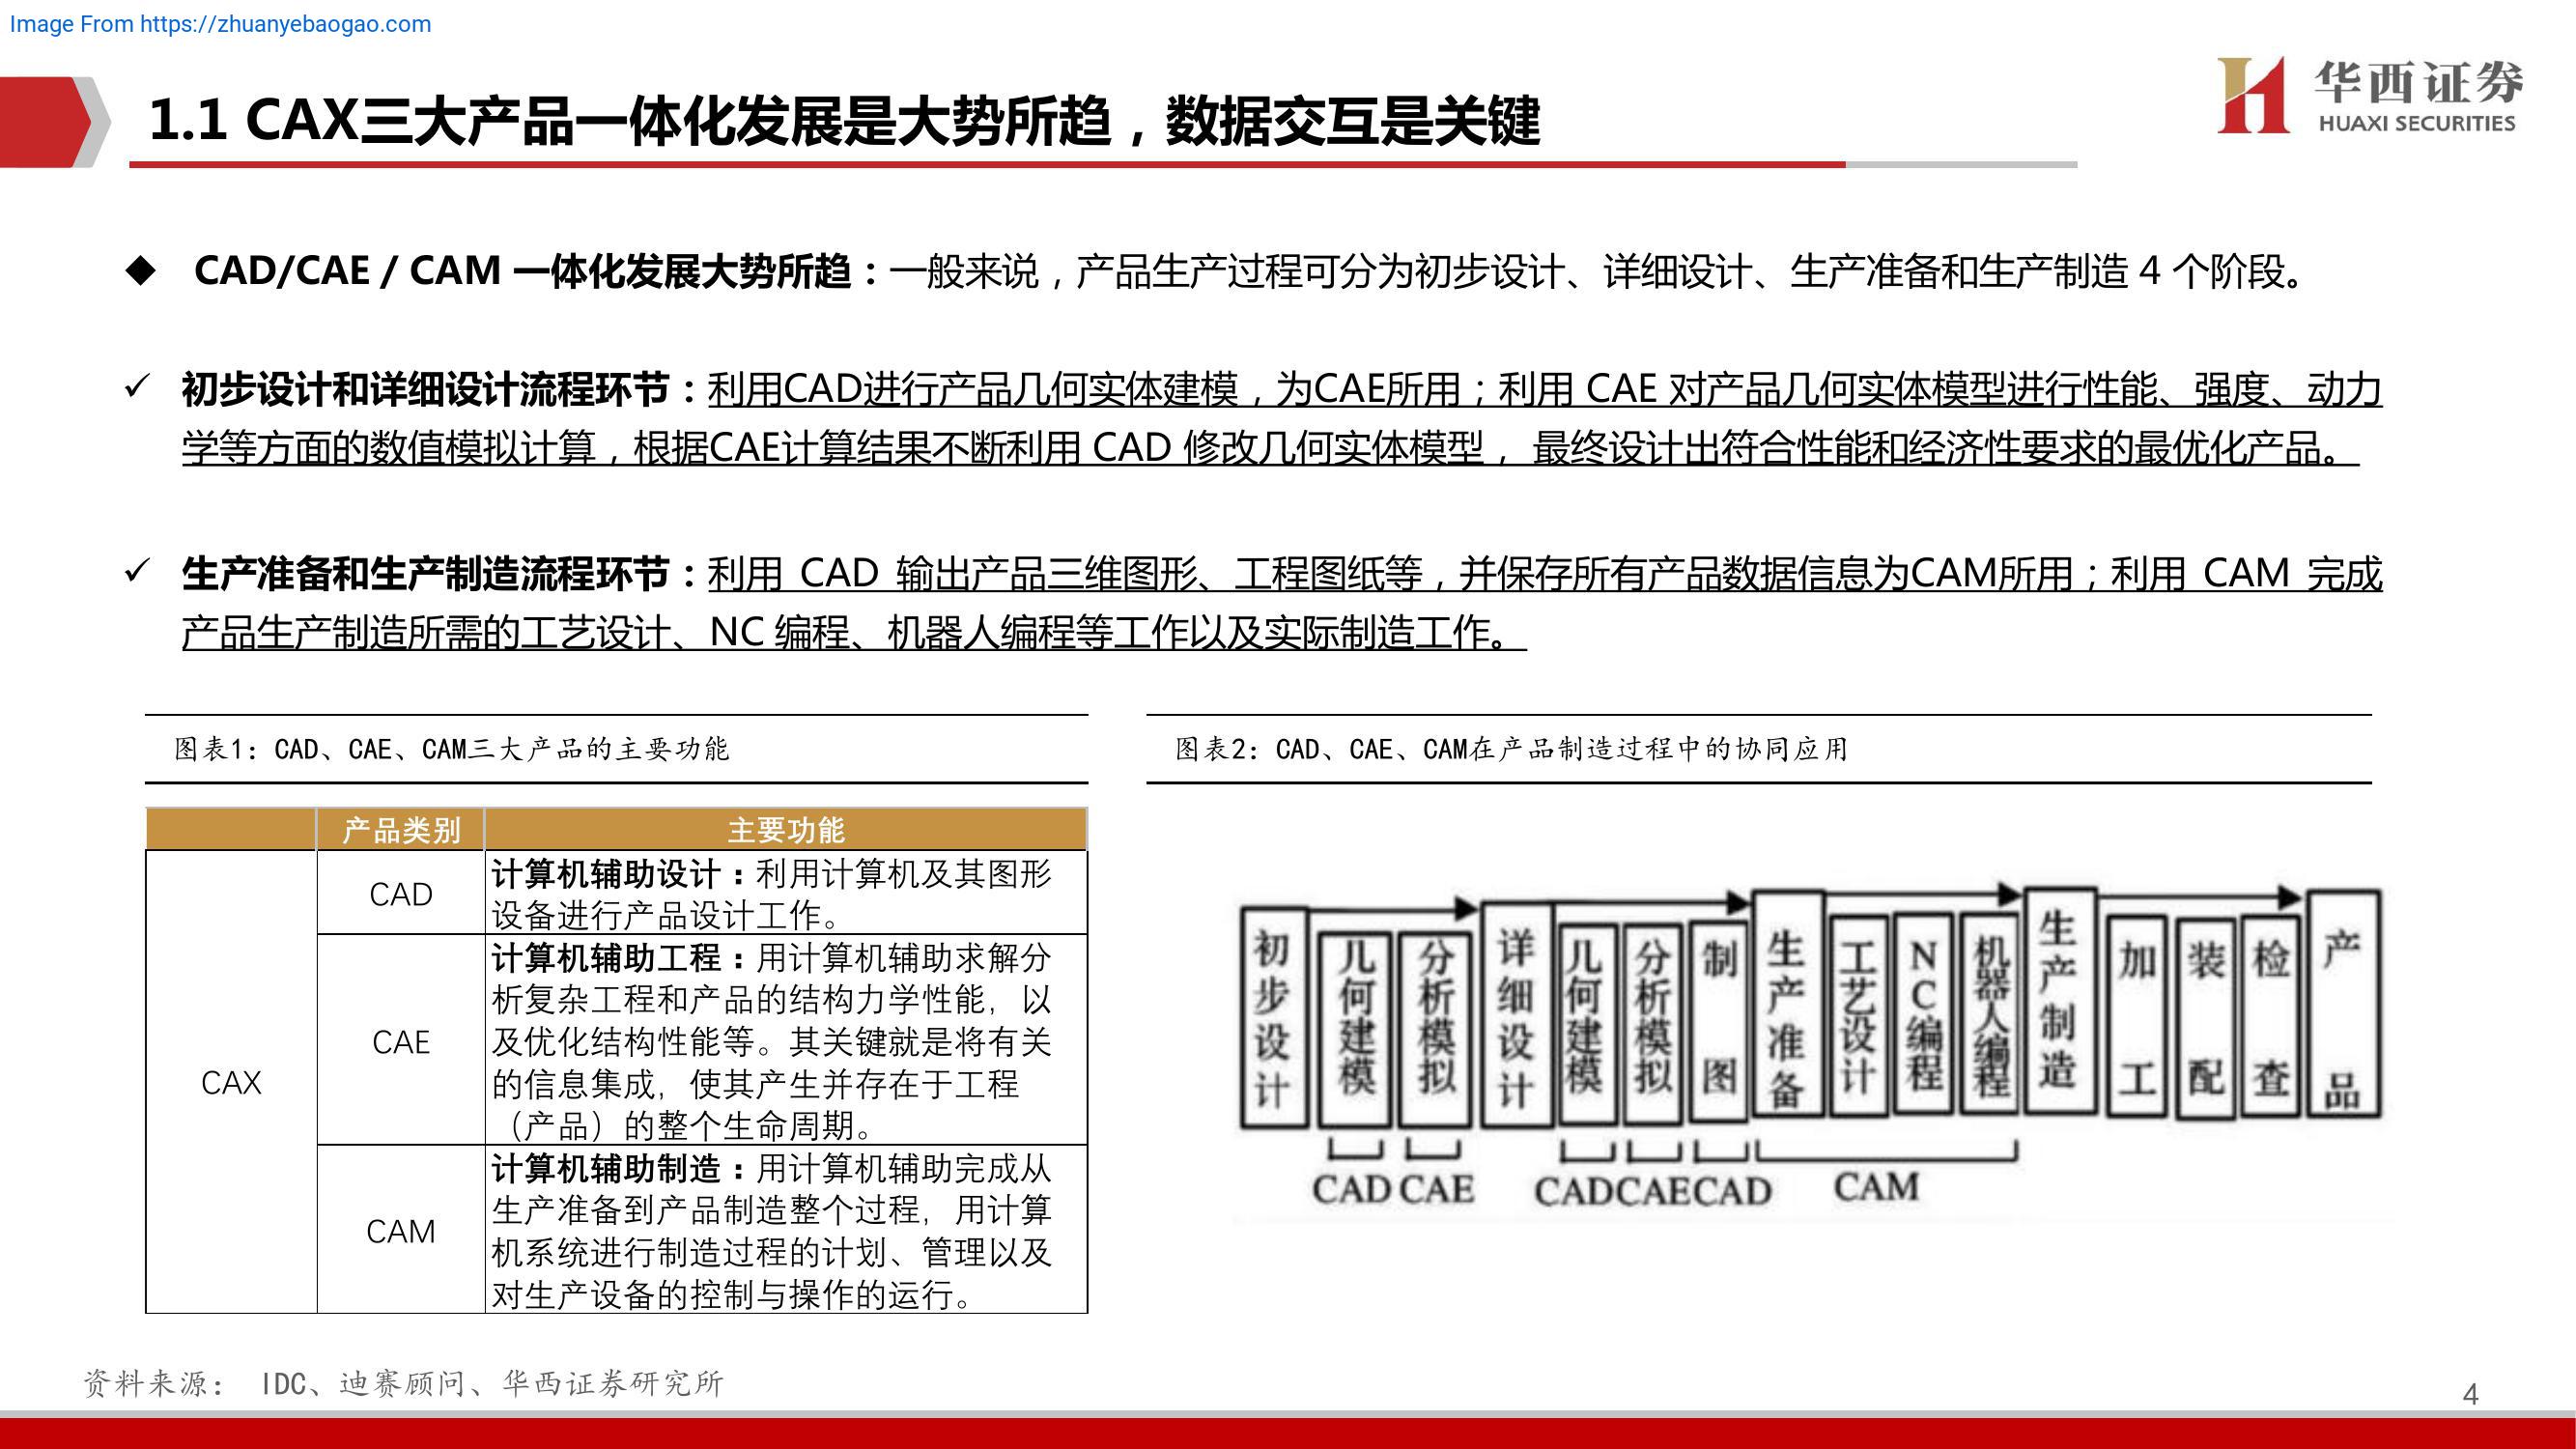 Image From https://zhuanyebaogao.com
华西证券
HUAXI SECURITIES
1.1 CAX三大产品一体化发展是大势所趋，数据交互是关键
◆ CAD/CAE / CAM 一体化发展大势所趋：一般来说，产品生产过程可分为初步设计、详细设计、生产准备和生产制造 4 个阶段。
✓ 初步设计和详细设计流程环节：利用CAD进行产品几何实体建模，为CAE所用；利用 CAE 对产品几何实体模型进行性能、强度、动力
学等方面的数值模拟计算，根据CAE计算结果不断利用 CAD 修改几何实体模型， 最终设计出符合性能和经济性要求的最优化产品。
✓ 生产准备和生产制造流程环节：利用 CAD 输出产品三维图形、工程图纸等，并保存所有产品数据信息为CAM所用；利用 CAM 完成
产品生产制造所需的工艺设计、NC 编程、机器人编程等工作以及实际制造工作。
图表1：CAD、CAE、CAM三大产品的主要功能
产品类别 主要功能
CAX
CAD
计算机辅助设计：利用计算机及其图形
设备进行产品设计工作。
CAE
计算机辅助工程：用计算机辅助求解分
析复杂工程和产品的结构力学性能，以
及优化结构性能等。其关键就是将有关
的信息集成，使其产生并存在于工程
（产品）的整个生命周期。
CAM
计算机辅助制造：用计算机辅助完成从
生产准备到产品制造整个过程，用计算
机系统进行制造过程的计划、管理以及
对生产设备的控制与操作的运行。
图表2：CAD、CAE、CAM在产品制造过程中的协同应用
初步设计
几何建模
分析模拟
详细设计
几何建模
分析模拟
制图
生产准备
工艺设计
NC编程
机器人编程
生产制造
加工
装配
检查
产品
CAD CAE CAD CAE CAD CAM
资料来源： IDC、迪赛顾问、华西证券研究所
4